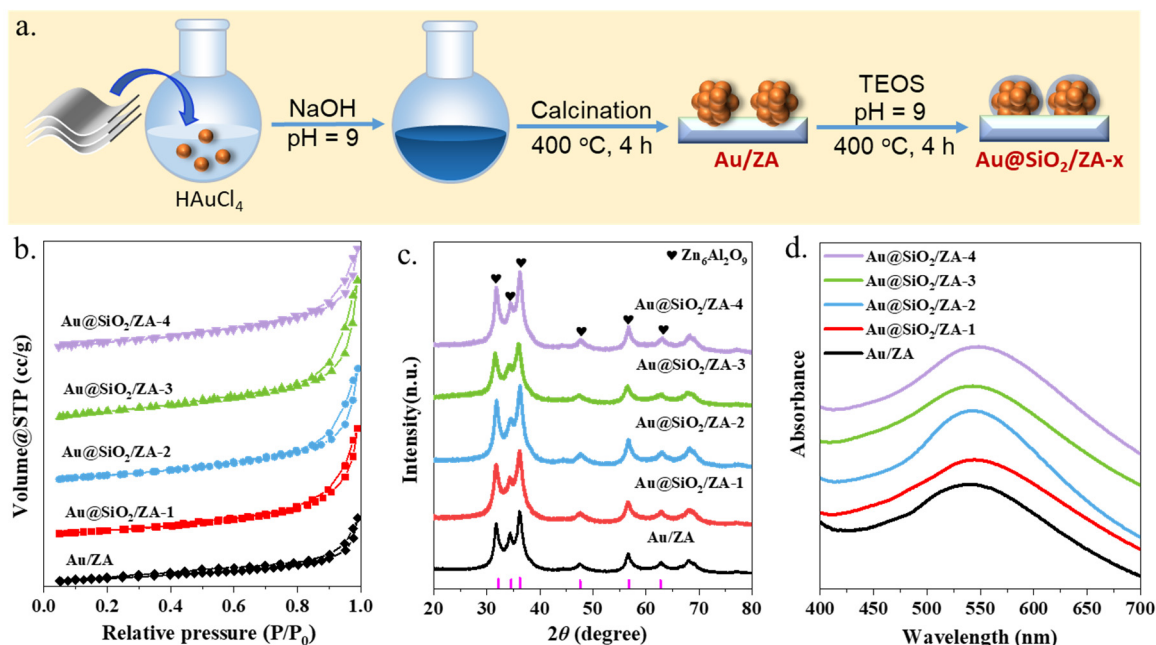 a.
NaOH
pH = 9
HAuCl4
Calcination
400 °C, 4 h
Au/ZA
TEOS
pH = 9
400 °C, 4 h
Au@SiO2/ZA-x
b.
Volume@STP (cc/g)
Au@SiO2/ZA-4
Au@SiO2/ZA-3
Au@SiO2/ZA-2
Au@SiO2/ZA-1
Au/ZA
0.0 0.2 0.4 0.6 0.8 1.0
Relative pressure (P/P0)
c.
♥ Zn6Al2O9
Intensity(n.u.)
Au@SiO2/ZA-4
Au@SiO2/ZA-3
Au@SiO2/ZA-2
Au@SiO2/ZA-1
Au/ZA
20 30 40 50 60 70 80
2θ (degree)
d.
Absorbance
Au@SiO2/ZA-4
Au@SiO2/ZA-3
Au@SiO2/ZA-2
Au@SiO2/ZA-1
Au/ZA
400 450 500 550 600 650 700
Wavelength (nm)